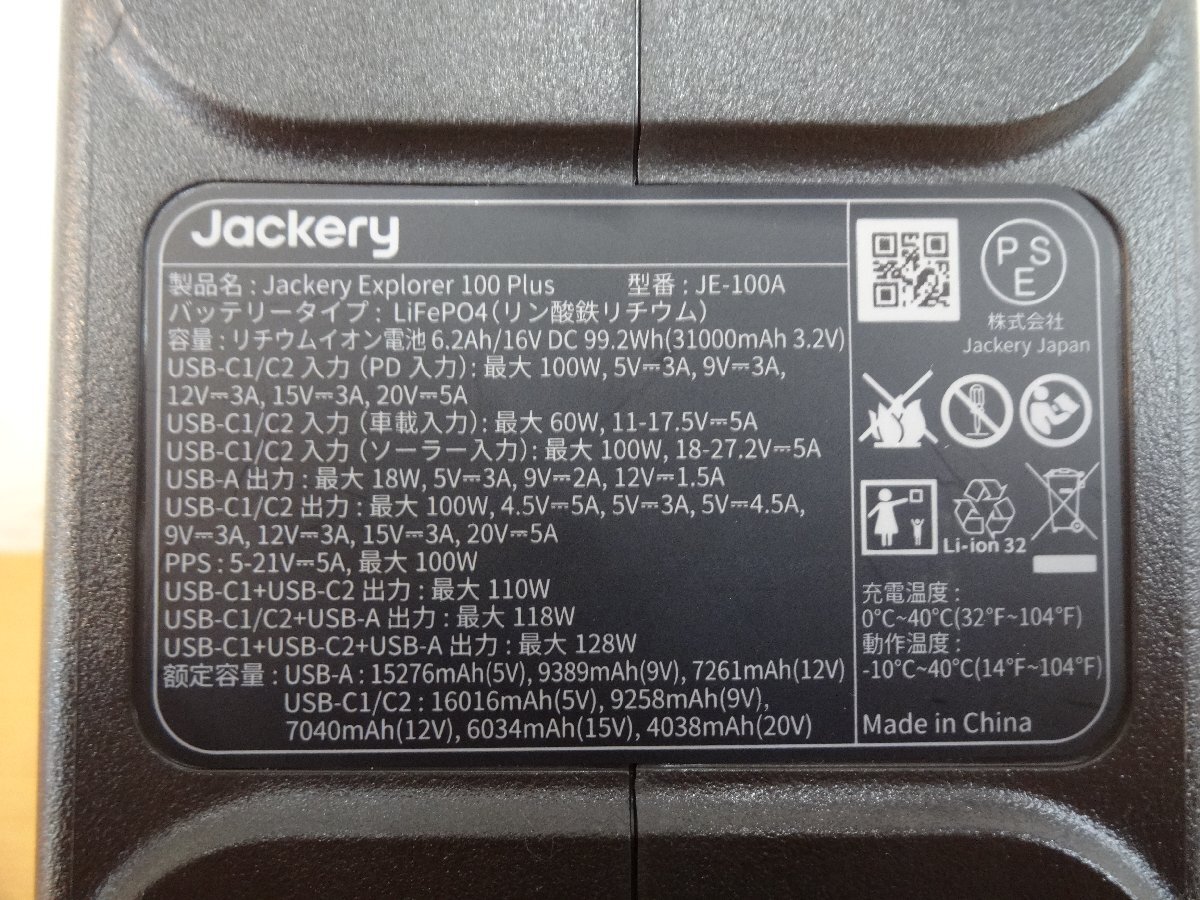 Jackery
製品名 : Jackery Explorer 100 Plus 型番 : JE-100A
バッテリータイプ : LiFePO4(リン酸鉄リチウム)
容量 : リチウムイオン電池 6.2Ah/16V DC 99.2Wh(31000mAh 3.2V)
USB-C1/C2 入力 (PD 入力) : 最大 100W, 5V⎓3A, 9V⎓3A,
12V⎓3A, 15V⎓3A, 20V⎓5A
USB-C1/C2 入力 (車載入力) : 最大 60W, 11-17.5V⎓5A
USB-C1/C2 入力 (ソーラー入力) : 最大 100W, 18-27.2V⎓5A
USB-A 出力 : 最大 18W, 5V⎓3A, 9V⎓2A, 12V⎓1.5A
USB-C1/C2 出力 : 最大 100W, 4.5V⎓5A, 5V⎓3A, 5V⎓4.5A,
9V⎓3A, 12V⎓3A, 15V⎓3A, 20V⎓5A
PPS : 5-21V⎓5A, 最大 100W
USB-C1+USB-C2 出力 : 最大 110W
USB-C1/C2+USB-A 出力 : 最大 118W
USB-C1+USB-C2+USB-A 出力 : 最大 128W
额定容量 : USB-A : 15276mAh(5V), 9389mAh(9V), 7261mAh(12V)
USB-C1/C2 : 16016mAh(5V), 9258mAh(9V),
7040mAh(12V), 6034mAh(15V), 4038mAh(20V)
PSE
株式会社
Jackery Japan
Li-ion 32
充電温度 :
0°C~40°C(32°F~104°F)
動作温度 :
-10°C~40°C(14°F~104°F)
Made in China